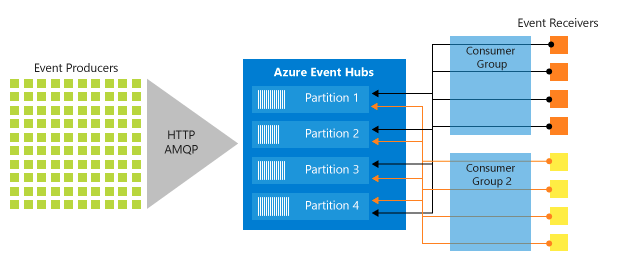 Event Receivers
Event Producers
HTTP
AMQP
Azure Event Hubs
Partition 1
Partition 2
Partition 3
Partition 4
Consumer
Group
Consumer
Group 2